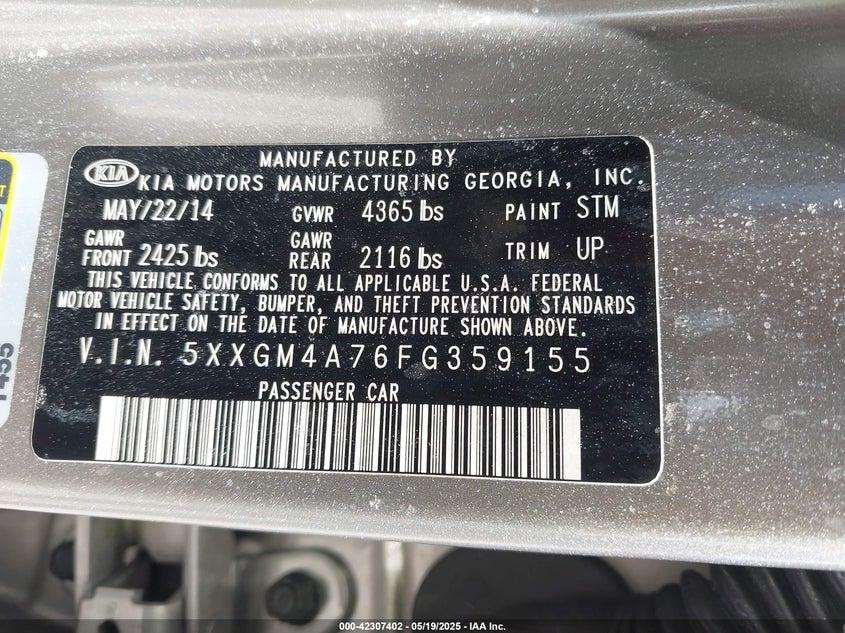 MANUFACTURED BY
KIA KIA MOTORS MANUFACTURING GEORGIA, INC.
MAY/22/14 GVWR 4365 lbs PAINT STM
GAWR FRONT 2425 lbs GAWR REAR 2116 lbs TRIM UP
THIS VEHICLE CONFORMS TO ALL APPLICABLE U.S.A. FEDERAL
MOTOR VEHICLE SAFETY, BUMPER, AND THEFT PREVENTION STANDARDS
IN EFFECT ON THE DATE OF MANUFACTURE SHOWN ABOVE.
V.I.N. 5XXGM4A76FG359155
PASSENGER CAR
000-42307402 - 05/19/2025 - IAA Inc.